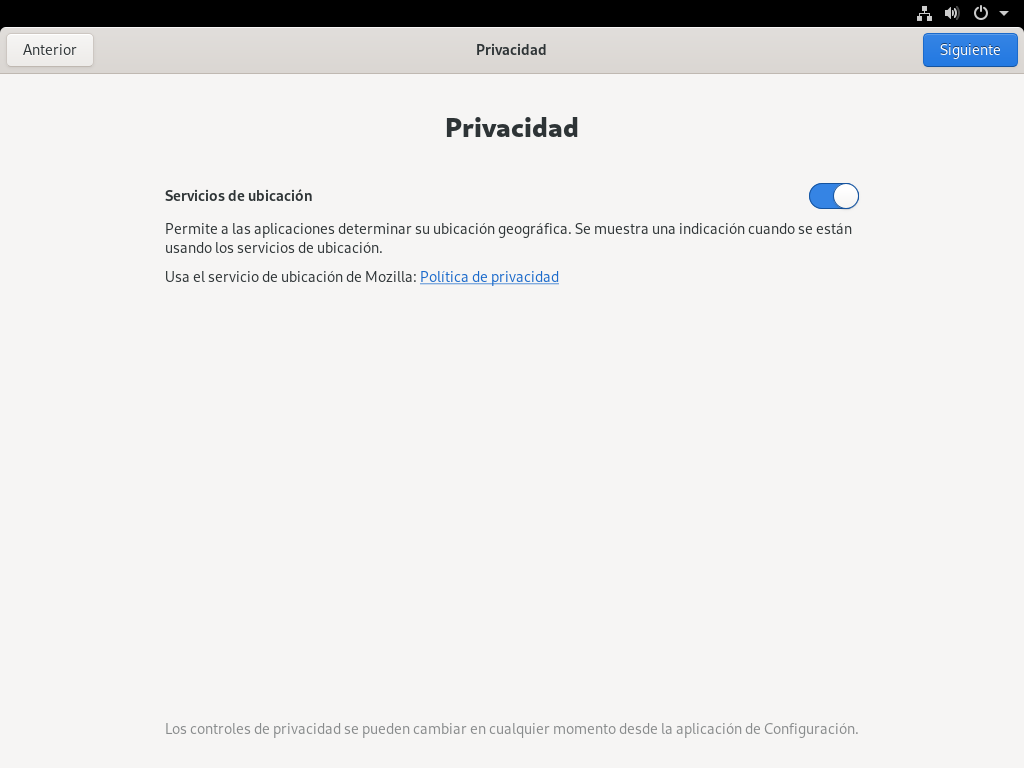 Anterior
Privacidad
Siguiente
Privacidad
Servicios de ubicación
Permite a las aplicaciones determinar su ubicación geográfica. Se muestra una indicación cuando se están
usando los servicios de ubicación.
Usa el servicio de ubicación de Mozilla: Política de privacidad
Los controles de privacidad se pueden cambiar en cualquier momento desde la aplicación de Configuración.